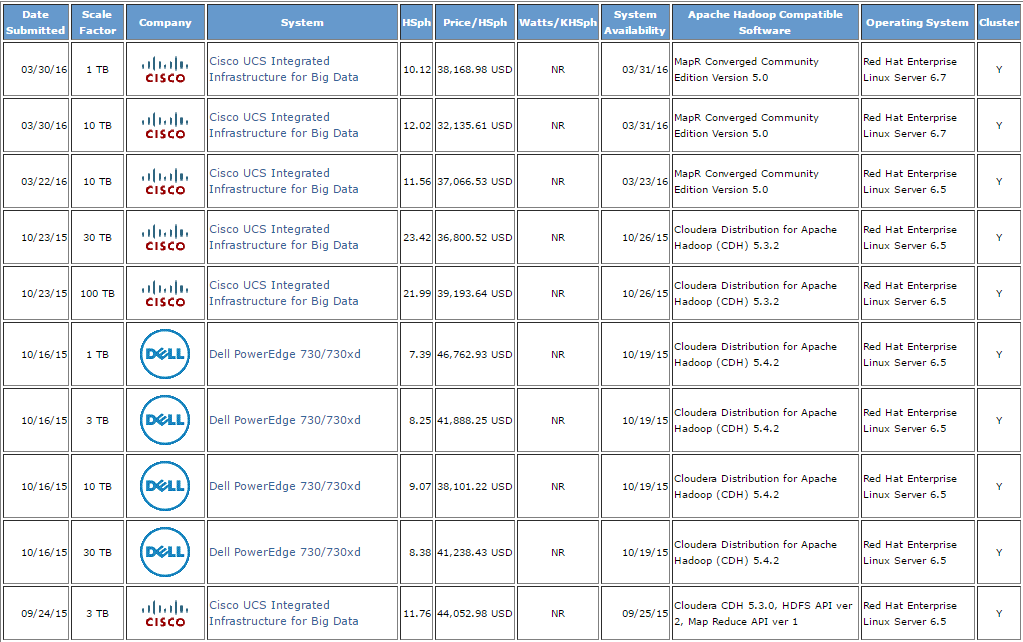 Date Submitted Scale Factor Company System HSph Price/HSph Watts/KHSph System Availability Apache Hadoop Compatible Software Operating System Cluster
03/30/16 1 TB CISCO Cisco UCS Integrated Infrastructure for Big Data 10.12 38,168.98 USD NR 03/31/16 MapR Converged Community Edition Version 5.0 Red Hat Enterprise Linux Server 6.7 Y
03/30/16 10 TB CISCO Cisco UCS Integrated Infrastructure for Big Data 12.02 32,135.61 USD NR 03/31/16 MapR Converged Community Edition Version 5.0 Red Hat Enterprise Linux Server 6.7 Y
03/22/16 10 TB CISCO Cisco UCS Integrated Infrastructure for Big Data 11.56 37,066.53 USD NR 03/23/16 MapR Converged Community Edition Version 5.0 Red Hat Enterprise Linux Server 6.5 Y
10/23/15 30 TB CISCO Cisco UCS Integrated Infrastructure for Big Data 23.42 36,800.52 USD NR 10/26/15 Cloudera Distribution for Apache Hadoop (CDH) 5.3.2 Red Hat Enterprise Linux Server 6.5 Y
10/23/15 100 TB CISCO Cisco UCS Integrated Infrastructure for Big Data 21.99 39,193.64 USD NR 10/26/15 Cloudera Distribution for Apache Hadoop (CDH) 5.3.2 Red Hat Enterprise Linux Server 6.5 Y
10/16/15 1 TB DELL Dell PowerEdge 730/730xd 7.39 46,762.93 USD NR 10/19/15 Cloudera Distribution for Apache Hadoop (CDH) 5.4.2 Red Hat Enterprise Linux Server 6.5 Y
10/16/15 3 TB DELL Dell PowerEdge 730/730xd 8.25 41,888.25 USD NR 10/19/15 Cloudera Distribution for Apache Hadoop (CDH) 5.4.2 Red Hat Enterprise Linux Server 6.5 Y
10/16/15 10 TB DELL Dell PowerEdge 730/730xd 9.07 38,101.22 USD NR 10/19/15 Cloudera Distribution for Apache Hadoop (CDH) 5.4.2 Red Hat Enterprise Linux Server 6.5 Y
10/16/15 30 TB DELL Dell PowerEdge 730/730xd 8.38 41,238.43 USD NR 10/19/15 Cloudera Distribution for Apache Hadoop (CDH) 5.4.2 Red Hat Enterprise Linux Server 6.5 Y
09/24/15 3 TB CISCO Cisco UCS Integrated Infrastructure for Big Data 11.76 44,052.98 USD NR 09/25/15 Cloudera CDH 5.3.0, HDFS API ver 2, Map Reduce API ver 1 Red Hat Enterprise Linux Server 6.5 Y